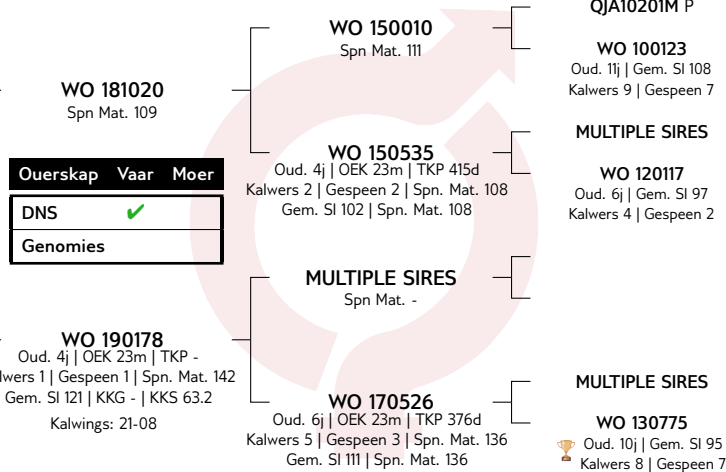 QJA10201M P
WO 150010
Spn Mat. 111
WO 100123
Oud. 11j | Gem. SI 108
Kalwers 9 | Gespeen 7
WO 181020
Spn Mat. 109
MULTIPLE SIRES
WO 150535
Oud. 4j | OEK 23m | TKP 415d
Kalwers 2 | Gespeen 2 | Spn. Mat. 108
Gem. SI 102 | Spn. Mat. 108
WO 120117
Oud. 6j | Gem. SI 97
Kalwers 4 | Gespeen 2
Ouerskap Vaar Moer
DNS ✔
Genomies
MULTIPLE SIRES
Spn Mat. -
WO 190178
Oud. 4j | OEK 23m | TKP -
lwers 1 | Gespeen 1 | Spn. Mat. 142
Gem. SI 121 | KKG - | KKS 63.2
Kalwings: 21-08
MULTIPLE SIRES
WO 170526
Oud. 6j | OEK 23m | TKP 376d
Kalwers 5 | Gespeen 3 | Spn. Mat. 136
Gem. SI 111 | Spn. Mat. 136
WO 130775
Oud. 10j | Gem. SI 95
Kalwers 8 | Gespeen 7